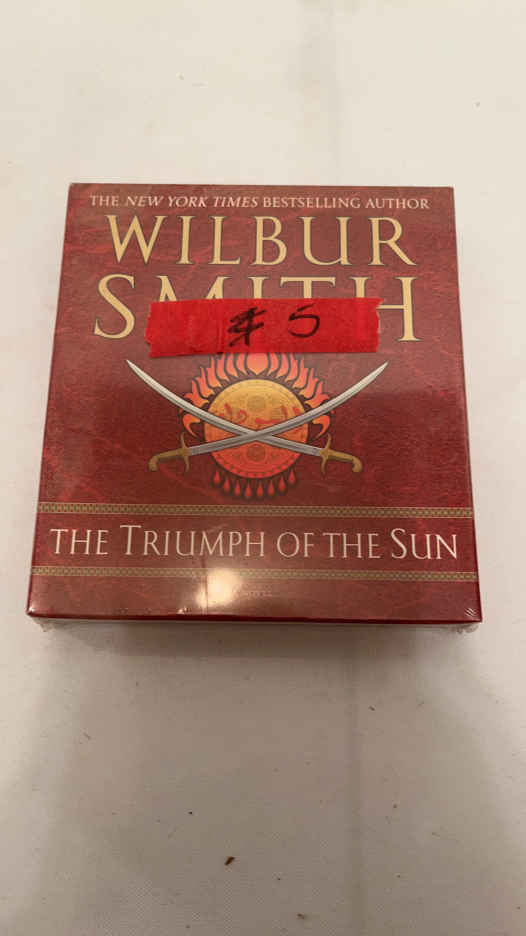 THE NEW YORK TIMES BESTSELLING AUTHOR
WILBUR
SMITH
$ 5
THE TRIUMPH OF THE SUN